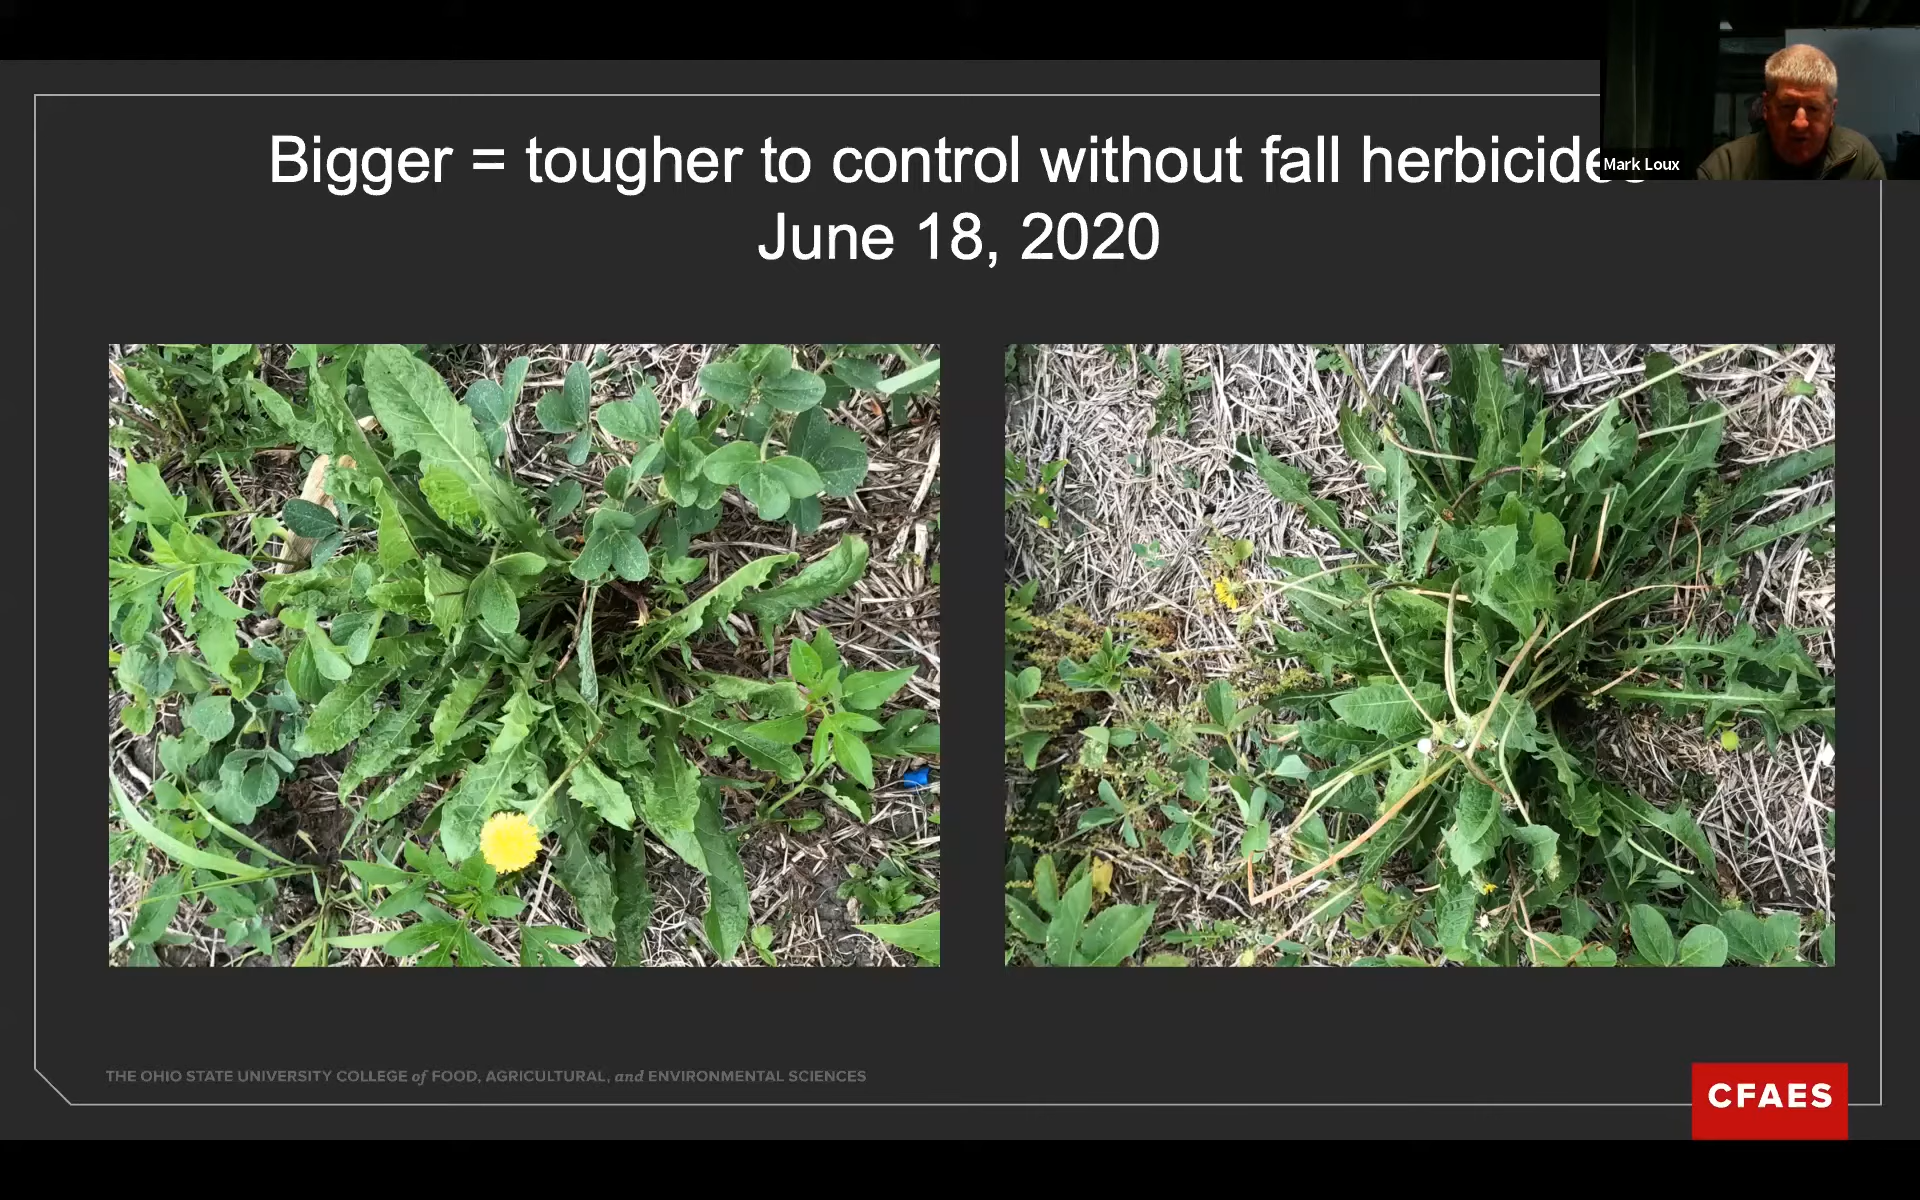 Bigger = tougher to control without fall herbicides
June 18, 2020
Mark Loux
THE OHIO STATE UNIVERSITY COLLEGE of FOOD, AGRICULTURAL, and ENVIRONMENTAL SCIENCES
CFAES